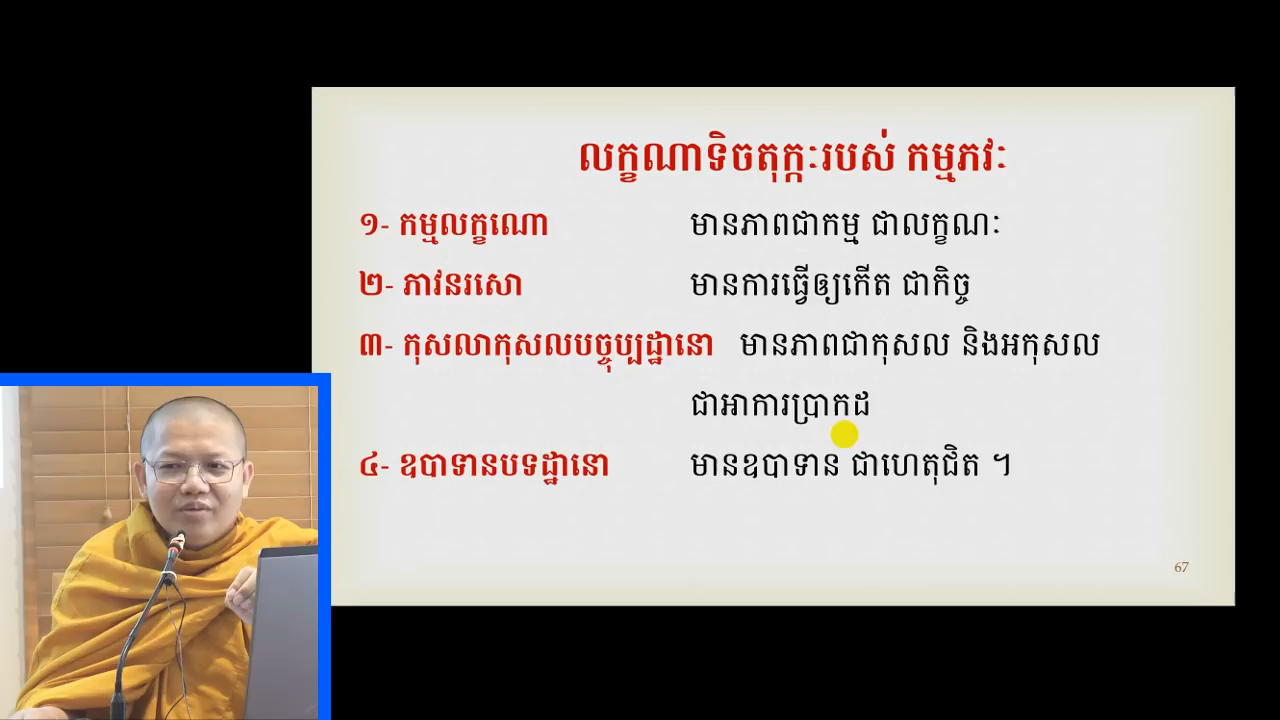 លក្ខណាទិចតុក្កៈរបស់ កម្មភវៈ
១- កម្មលក្ខណោ មានភាពជាកម្ម ជាលក្ខណៈ
២- ភាវនរសោ មានការធ្វើឲ្យកើត ជាកិច្ច
៣- កុសលាកុសលបច្ចុប្បដ្ឋានោ មានភាពជាកុសល និងអកុសល
ជាអាការប្រាកដ
៤- ឧបាទានបទដ្ឋានោ មានឧបាទាន ជាហេតុជិត ។
67